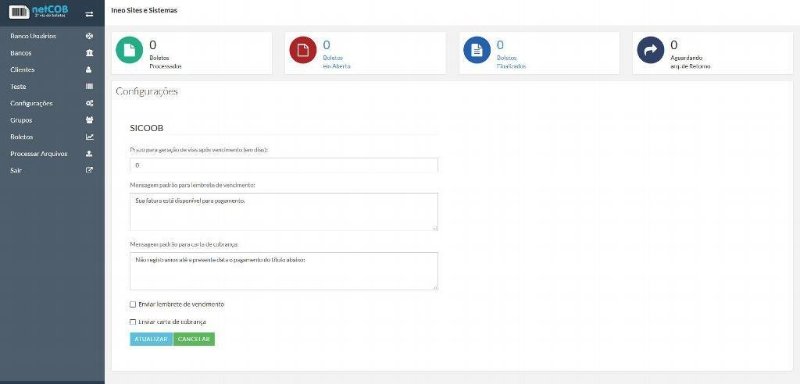 netCOB
2ª via de boletos
Ineo Sites e Sistemas
Banco Usuários
Bancos
Clientes
Teste
Configurações
Grupos
Boletos
Processar Arquivos
Sair
0
Boletos
Processados
0
Boletos
em Aberto
0
Boletos
Finalizados
0
Aguardando
arq. de Retorno
Configurações
SICOOB
Prazo para geração de vias após vencimento (em dias):
0
Mensagem padrão para lembrete de vencimento:
Sua fatura está disponível para pagamento.
Mensagem padrão para carta de cobrança:
Não registramos até a presente data o pagamento do título abaixo:
Enviar lembrete de vencimento
Enviar carta de cobrança
ATUALIZAR
CANCELAR